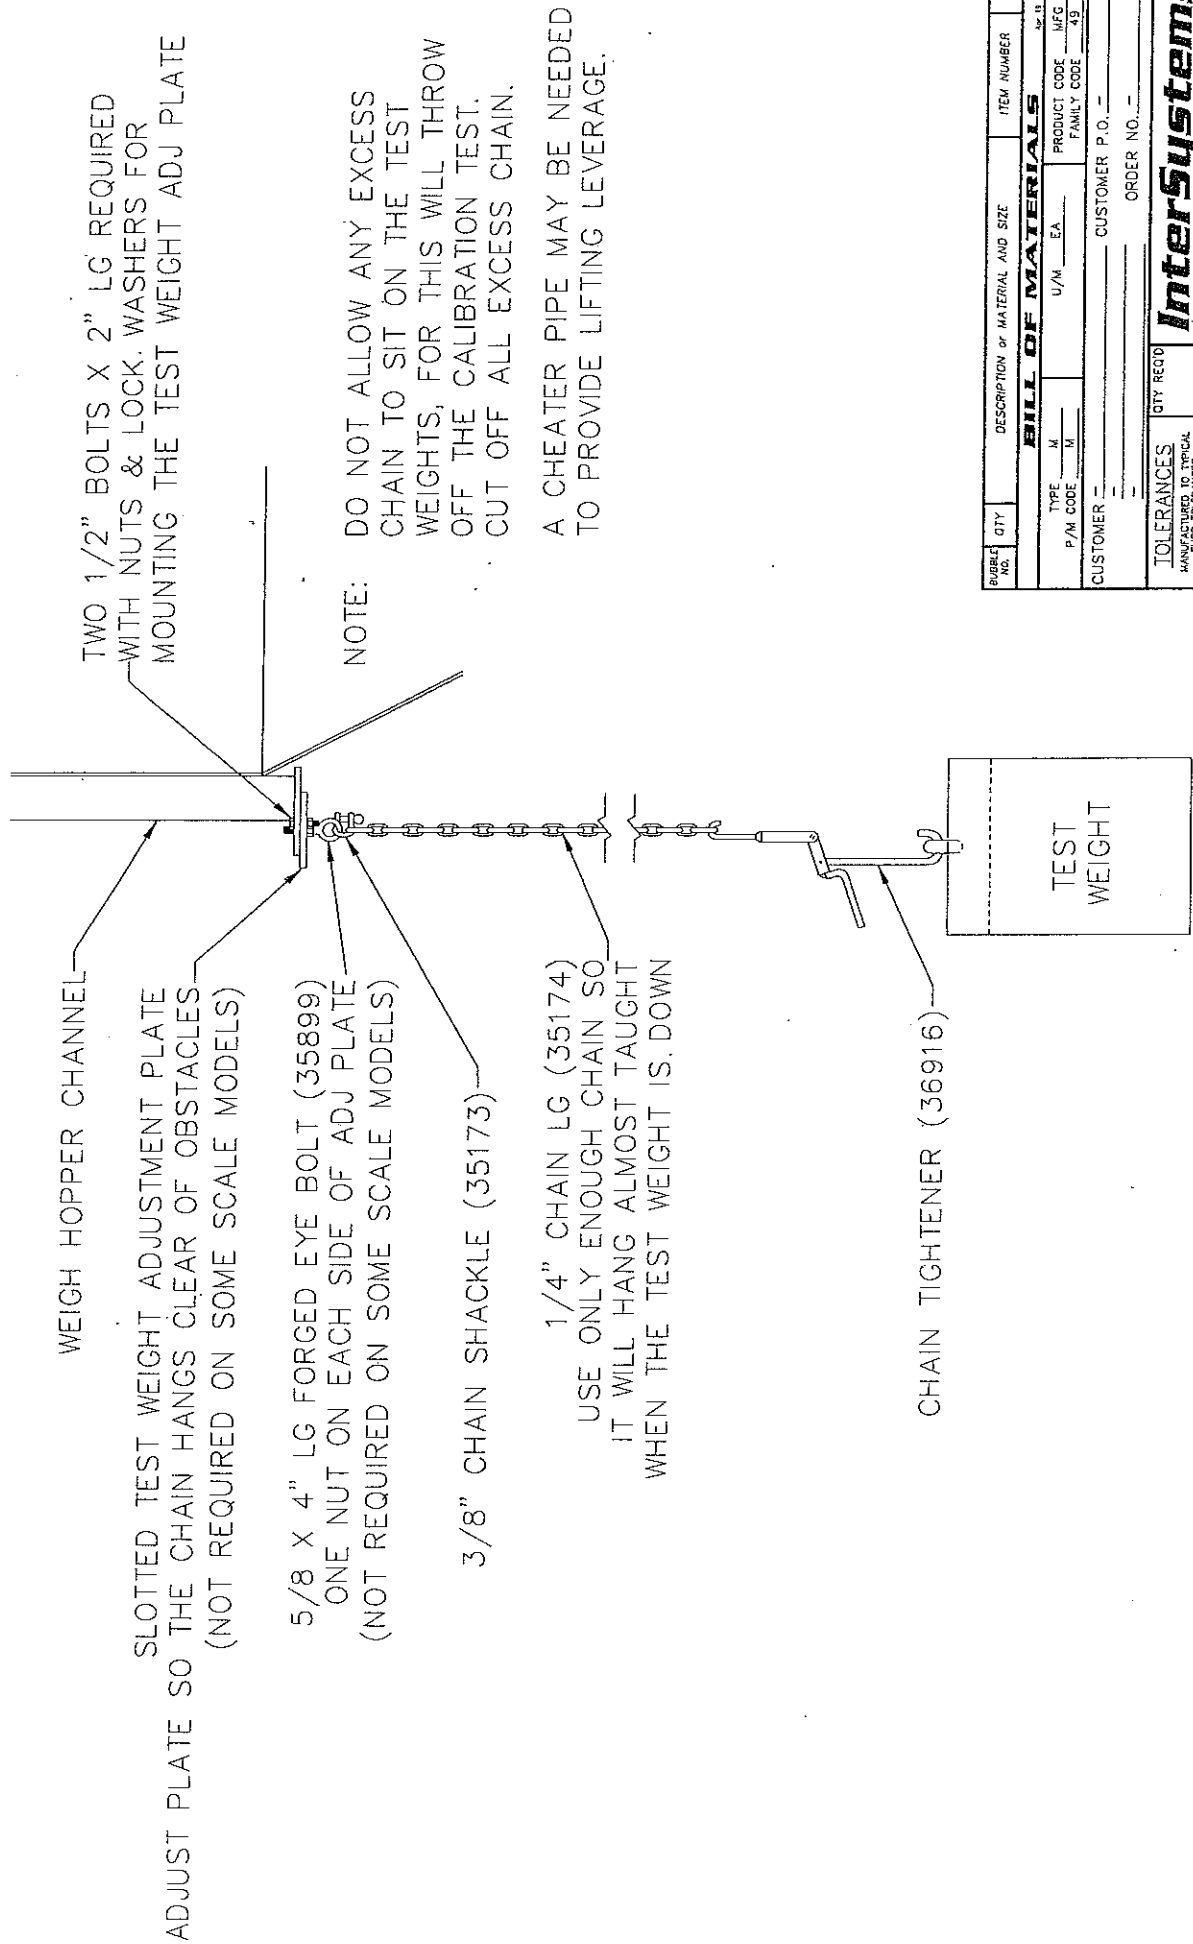 WEIGH HOPPER CHANNEL
SLOTTED TEST WEIGHT ADJUSTMENT PLATE
ADJUST PLATE SO THE CHAIN HANGS CLEAR OF OBSTACLES
(NOT REQUIRED ON SOME SCALE MODELS)
5/8 X 4" LG FORGED EYE BOLT (35899)
ONE NUT ON EACH SIDE OF ADJ PLATE
(NOT REQUIRED ON SOME SCALE MODELS)
3/8" CHAIN SHACKLE (35173)
1/4" CHAIN LG (35174)
USE ONLY ENOUGH CHAIN SO
IT WILL HANG ALMOST TAUGHT
WHEN THE TEST WEIGHT IS DOWN
CHAIN TIGHTENER (36916)
TEST
WEIGHT
TWO 1/2" BOLTS X 2" LG REQUIRED
WITH NUTS & LOCK WASHERS FOR
MOUNTING THE TEST WEIGHT ADJ PLATE
NOTE: DO NOT ALLOW ANY EXCESS
CHAIN TO SIT ON THE TEST
WEIGHTS, FOR THIS WILL THROW
OFF THE CALIBRATION TEST.
CUT OFF ALL EXCESS CHAIN.
A CHEATER PIPE MAY BE NEEDED
TO PROVIDE LIFTING LEVERAGE.
BUBBLE NO. QTY DESCRIPTION or MATERIAL AND SIZE ITEM NUMBER
BILL OF MATERIALS
TYPE M U/M EA PRODUCT CODE MFG
P/M CODE M FAMILY CODE 49
CUSTOMER - CUSTOMER P.O. -
- ORDER NO. -
TOLERANCES QTY REQ'D InterSystems
MANUFACTURED TO TYPICAL